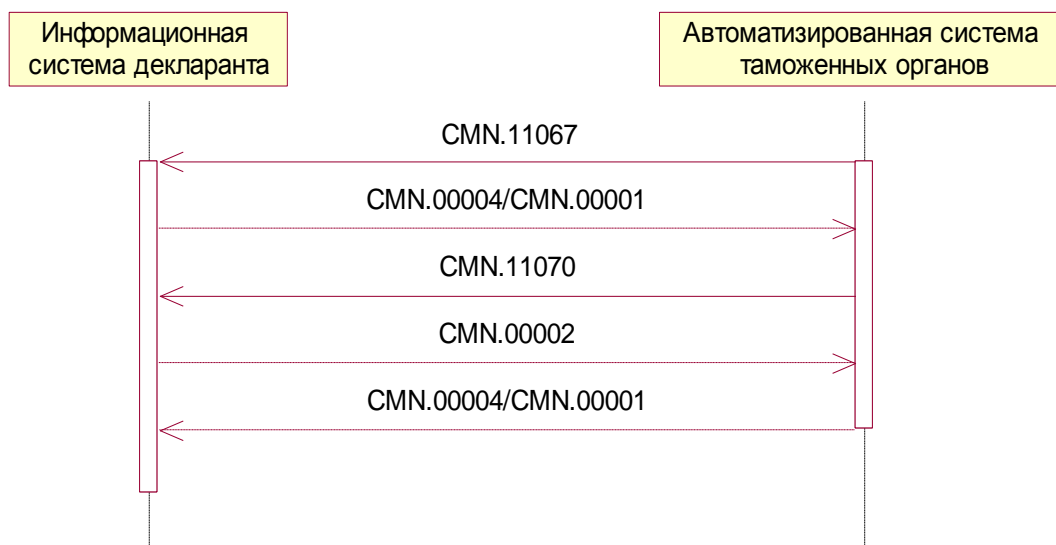 Информационная
система декларанта
Автоматизированная система
таможенных органов
CMN.11067
CMN.00004/CMN.00001
CMN.11070
CMN.00002
CMN.00004/CMN.00001